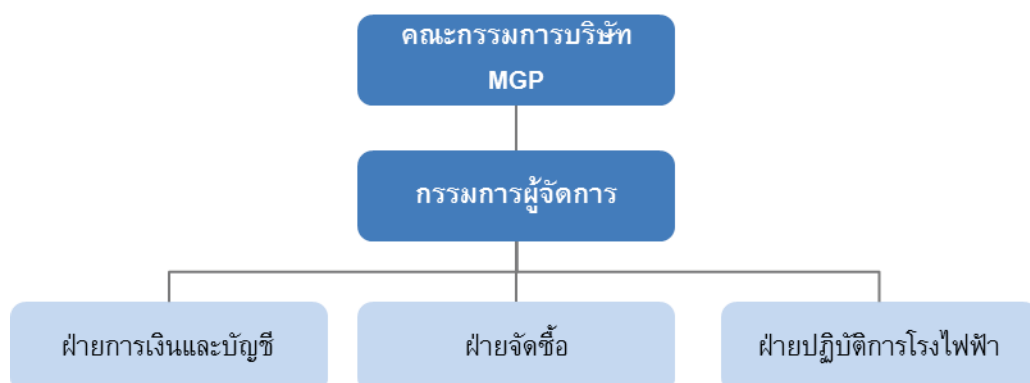 คณะกรรมการบริษัท
MGP
กรรมการผู้จัดการ
ฝ่ายการเงินและบัญชี
ฝ่ายจัดซื้อ
ฝ่ายปฏิบัติการโรงไฟฟ้า